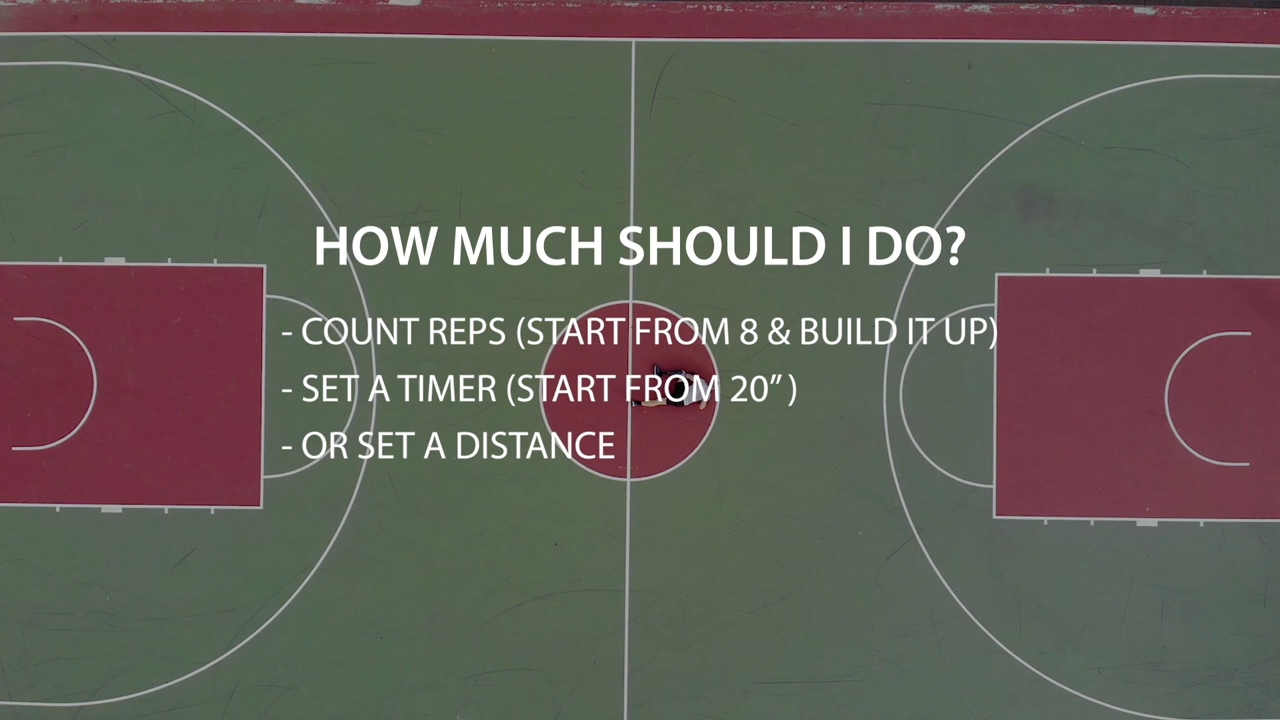 HOW MUCH SHOULD I DO?
- COUNT REPS (START FROM 8 & BUILD IT UP)
- SET A TIMER (START FROM 20” )
- OR SET A DISTANCE